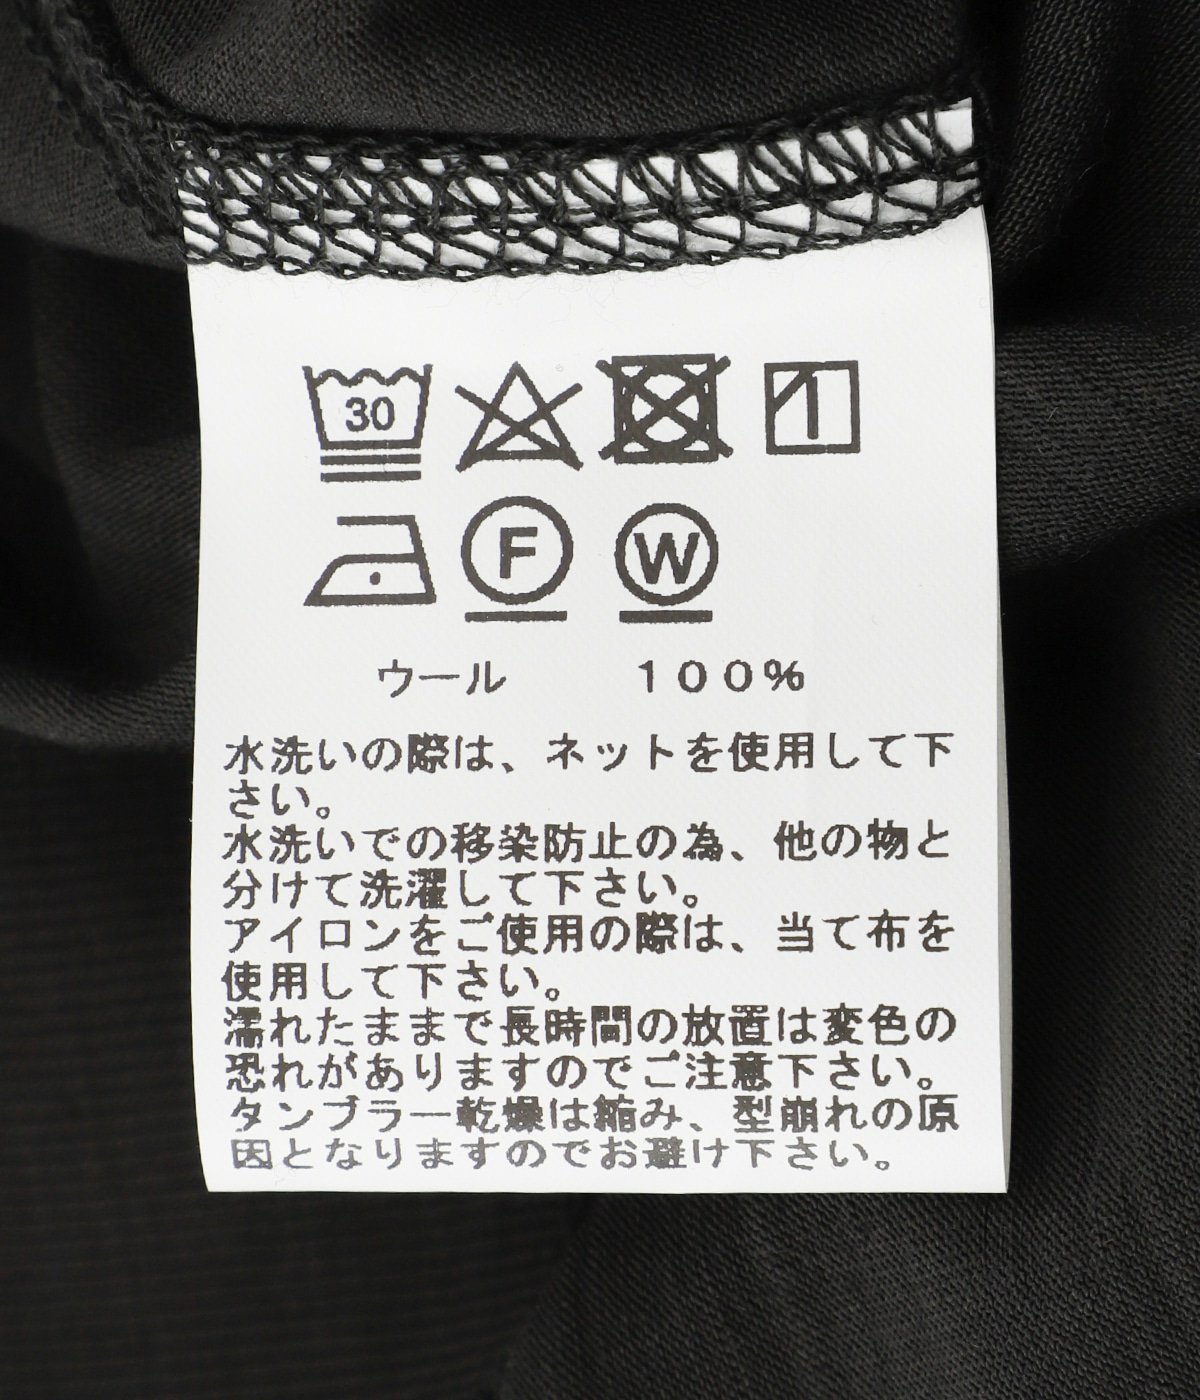 30
F W
ウール 100%
水洗いの際は、ネットを使用して下
さい。
水洗いでの移染防止の為、他の物と
分けて洗濯して下さい。
アイロンをご使用の際は、当て布を
使用して下さい。
濡れたままで長時間の放置は変色の
恐れがありますのでご注意下さい。
タンブラー乾燥は縮み、型崩れの原
因となりますのでお避け下さい。